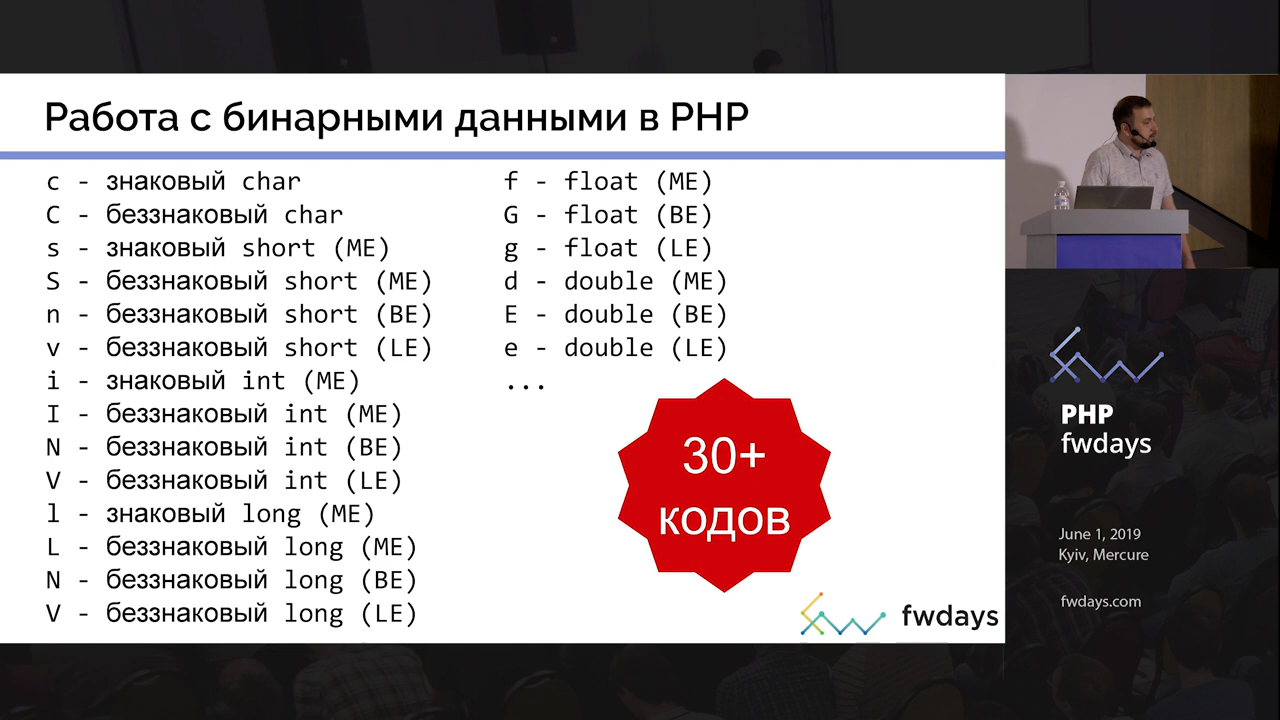 Работа с бинарными данными в PHP
c - знаковый char
C - беззнаковый char
s - знаковый short (ME)
S - беззнаковый short (ME)
n - беззнаковый short (BE)
v - беззнаковый short (LE)
i - знаковый int (ME)
I - беззнаковый int (ME)
N - беззнаковый int (BE)
V - беззнаковый int (LE)
l - знаковый long (ME)
L - беззнаковый long (ME)
N - беззнаковый long (BE)
V - беззнаковый long (LE)
f - float (ME)
G - float (BE)
g - float (LE)
d - double (ME)
E - double (BE)
e - double (LE)
...
30+
кодов
fwdays
PHP
fwdays
June 1, 2019
Kyiv, Mercure
fwdays.com